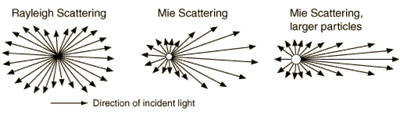 Rayleigh Scattering
Mie Scattering
Mie Scattering,
larger particles
Direction of incident light